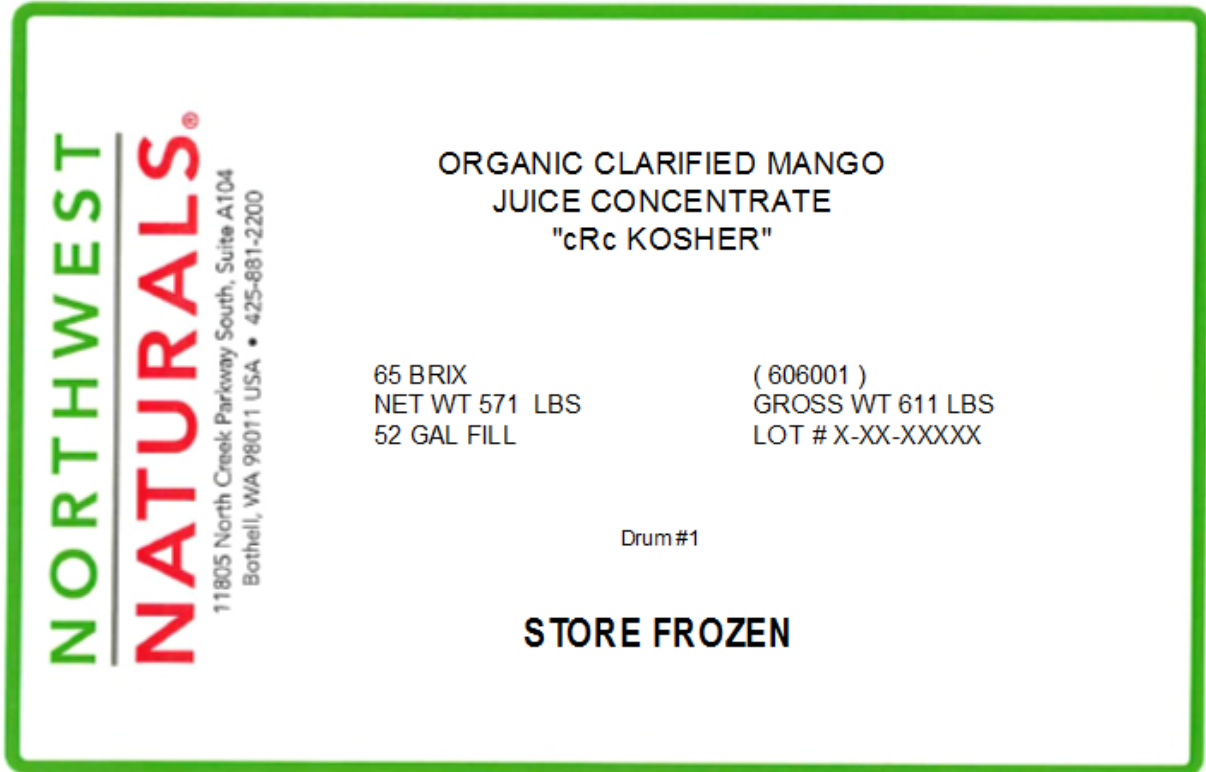 NORTHWEST
NATURALS®
11805 North Creek Parkway South, Suite A104
Bothell, WA 98011 USA • 425-881-2200
ORGANIC CLARIFIED MANGO
JUICE CONCENTRATE
"cRc KOSHER"
65 BRIX
NET WT 571 LBS
52 GAL FILL
( 606001 )
GROSS WT 611 LBS
LOT # X-XX-XXXXX
Drum #1
STORE FROZEN